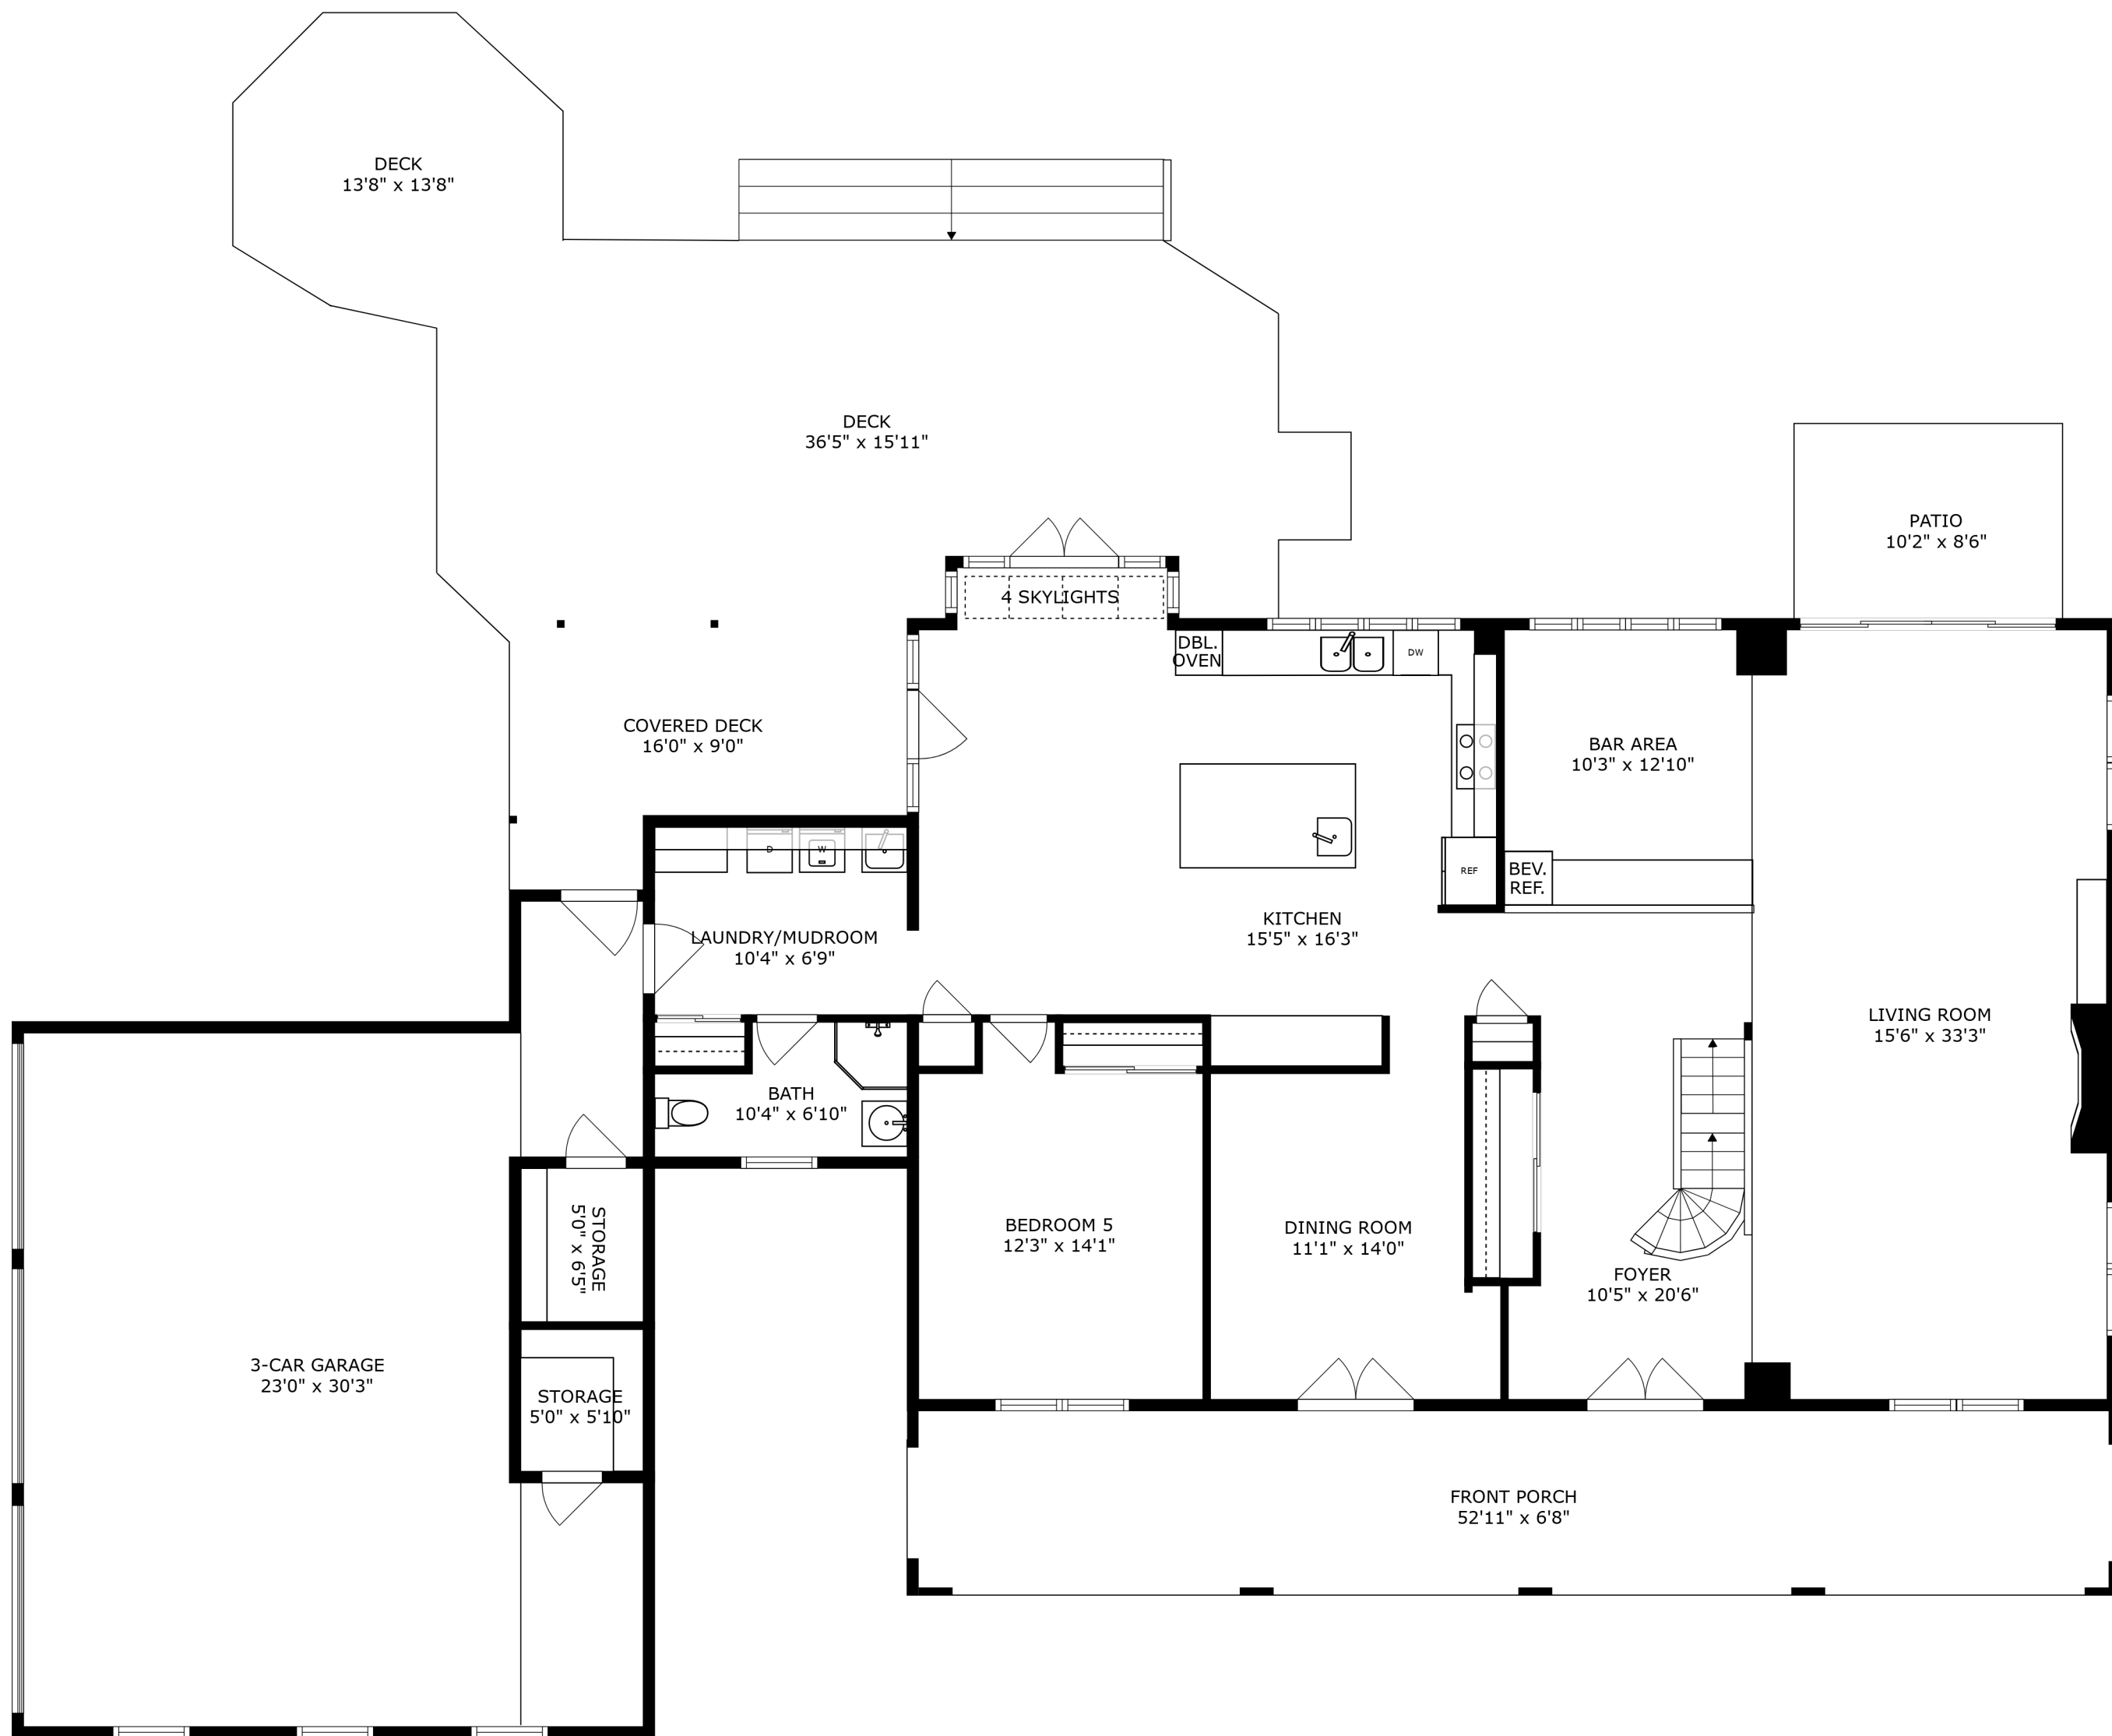 DECK
13'8" x 13'8"
DECK
36'5" x 15'11"
PATIO
10'2" x 8'6"
4 SKYLIGHTS
DBL.
OVEN
DW
COVERED DECK
16'0" x 9'0"
BAR AREA
10'3" x 12'10"
D
W
REF
BEV.
REF.
KITCHEN
15'5" x 16'3"
LAUNDRY/MUDROOM
10'4" x 6'9"
LIVING ROOM
15'6" x 33'3"
BATH
10'4" x 6'10"
STORAGE
5'0" x 6'5"
BEDROOM 5
12'3" x 14'1"
DINING ROOM
11'1" x 14'0"
FOYER
10'5" x 20'6"
3-CAR GARAGE
23'0" x 30'3"
STORAGE
5'0" x 5'10"
FRONT PORCH
52'11" x 6'8"